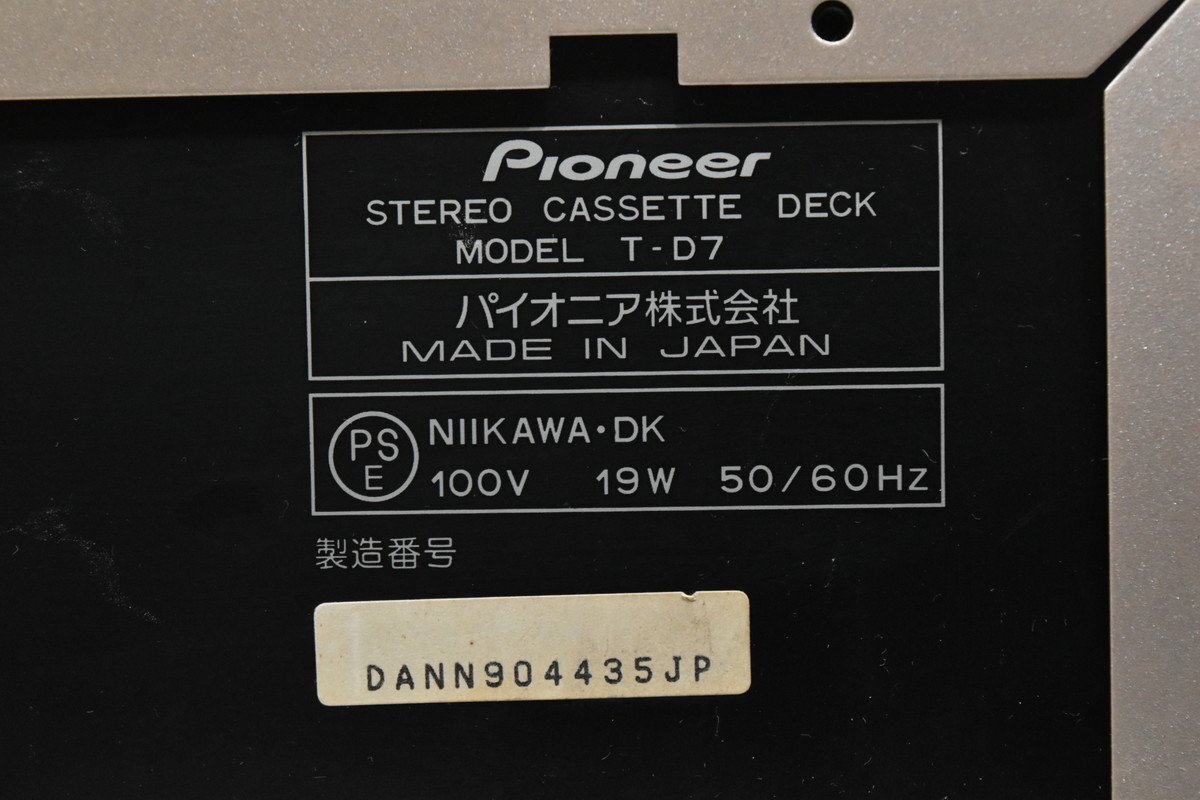 Pioneer
STEREO CASSETTE DECK
MODEL T-D7
パイオニア株式会社
MADE IN JAPAN
PS
E
NIIKAWA・DK
100V 19W 50/60Hz
製造番号
DANN904435JP